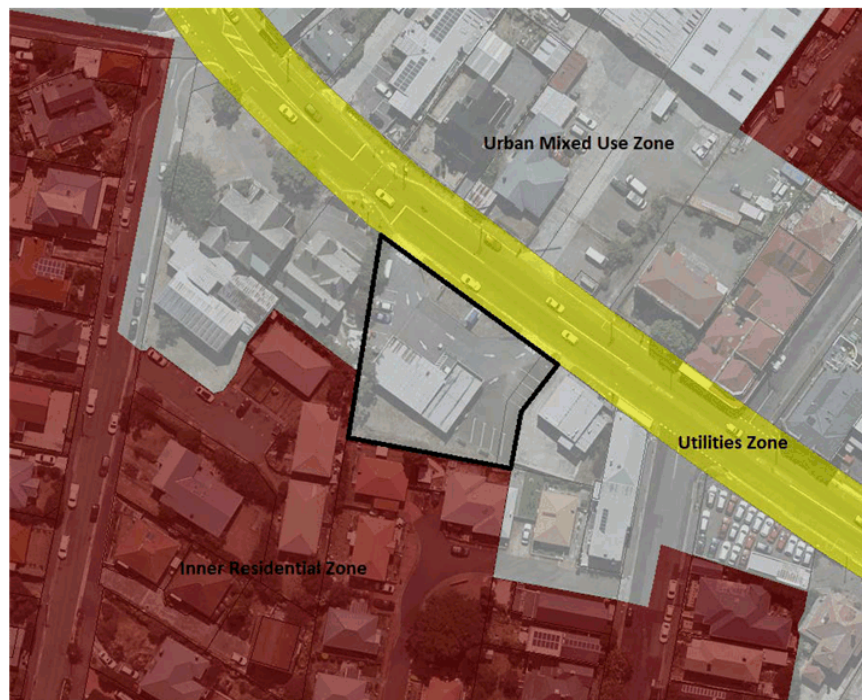 Urban Mixed Use Zone
Utilities Zone
Inner Residential Zone